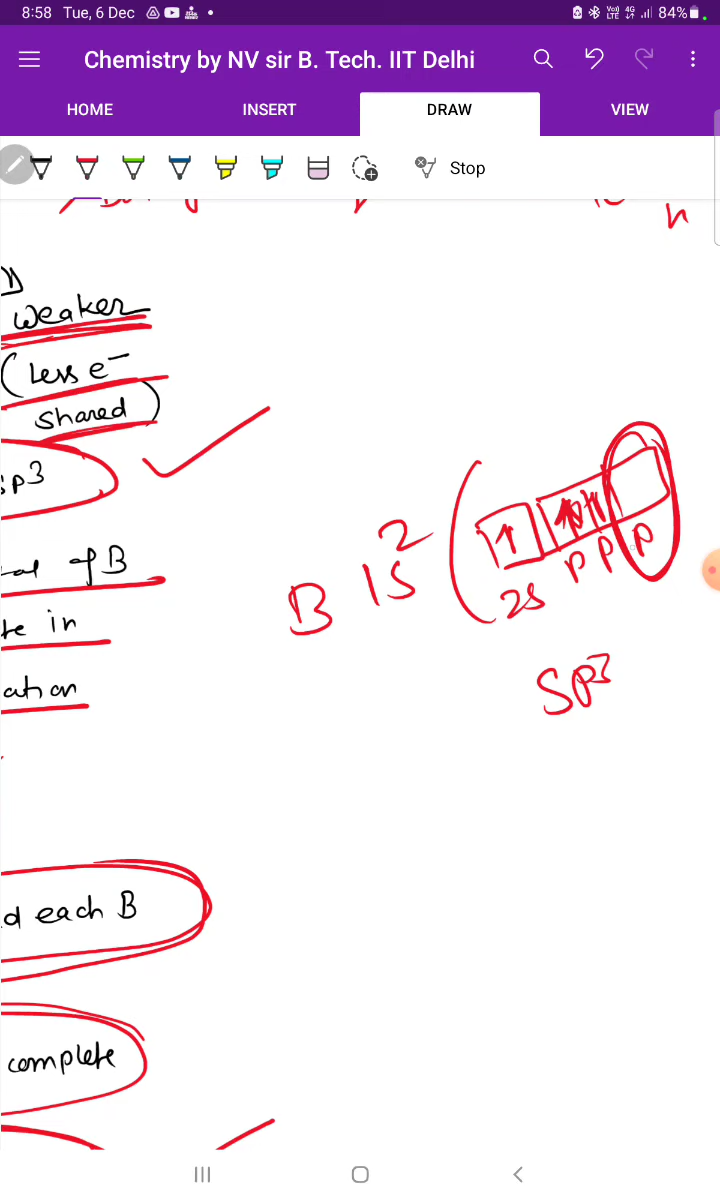 8:58 Tue, 6 Dec 84%
Chemistry by NV sir B. Tech. IIT Delhi
HOME INSERT DRAW VIEW
Stop
weaker
(Less e⁻
shared)
sp3
of B
in
each B
complete
B 1s²
2s p p p
sp3